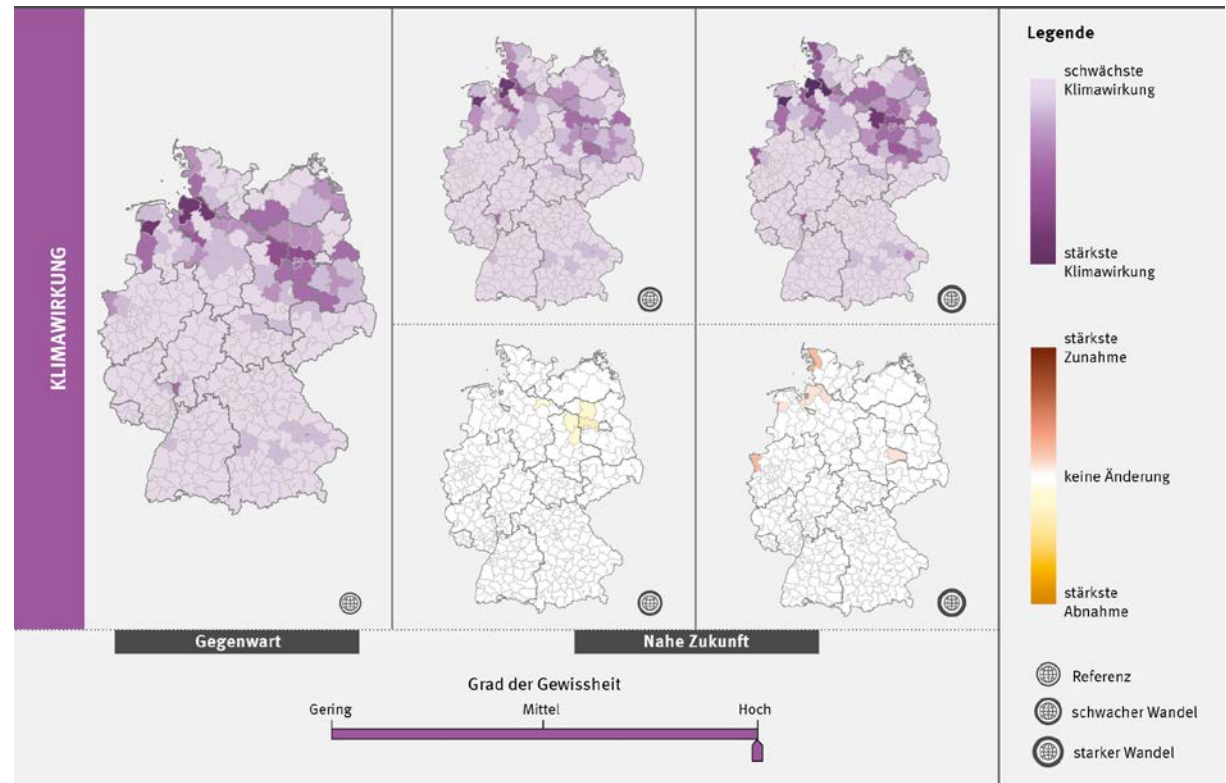 KLIMAWIRKUNG
Gegenwart
Nahe Zukunft
Grad der Gewissheit
Gering
Mittel
Hoch
Legende
schwächste
Klimawirkung
stärkste
Klimawirkung
stärkste
Zunahme
keine Änderung
stärkste
Abnahme
Referenz
schwacher Wandel
starker Wandel